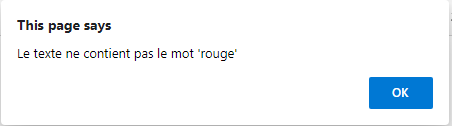 This page says
Le texte ne contient pas le mot 'rouge'
OK